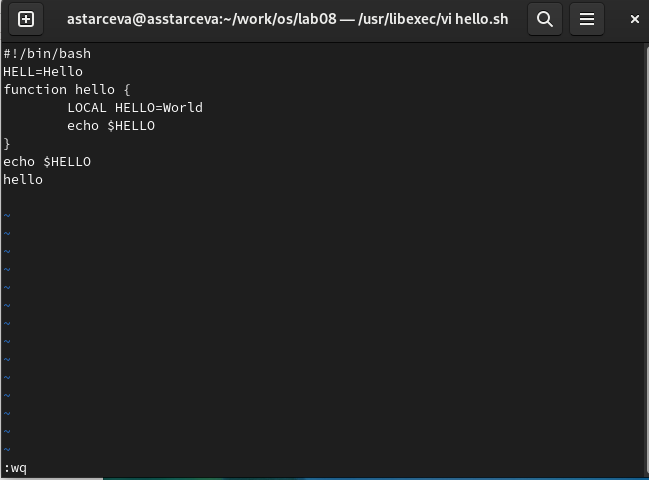 astarceva@asstarceva:~/work/os/lab08 — /usr/libexec/vi hello.sh
#!/bin/bash
HELL=Hello
function hello {
        LOCAL HELLO=World
        echo $HELLO
}
echo $HELLO
hello
~
~
~
~
~
~
~
~
~
~
~
~
~
~
:wq